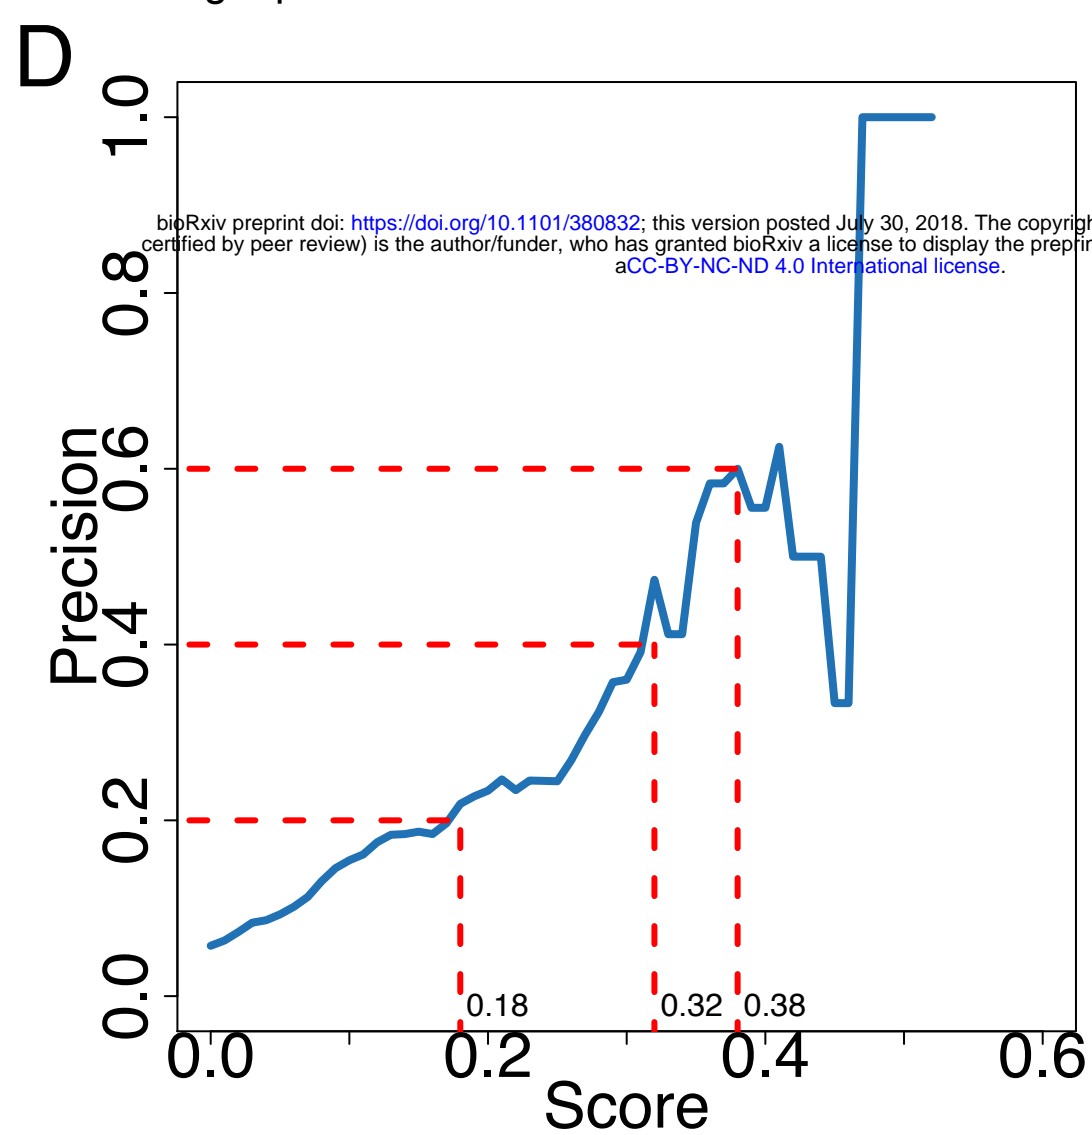 D
1.0
bioRxiv preprint doi: https://doi.org/10.1101/380832; this version posted July 30, 2018. The
certified by peer review) is the author/funder, who has granted bioRxiv a license to display the
aCC-BY-NC-ND 4.0 International license.
0.8
0.6
Precision
0.4
0.2
0.0
0.18 0.32 0.38
0.0 0.2 0.4 0.6
Score